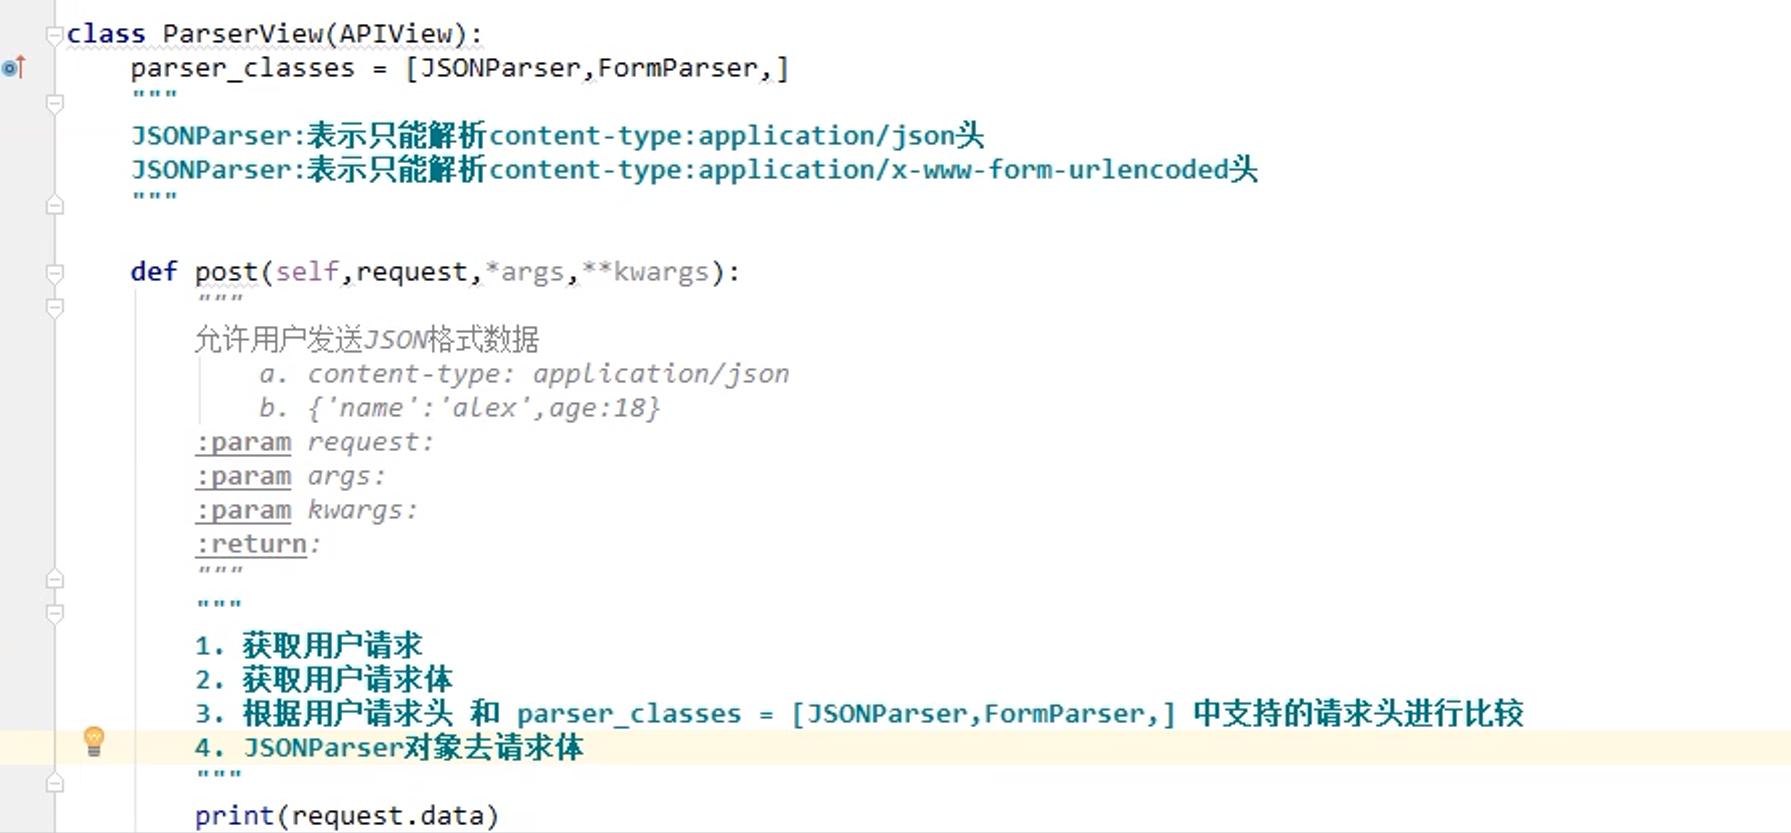 class ParserView(APIView):
    parser_classes = [JSONParser,FormParser,]
    """
    JSONParser:表示只能解析content-type:application/json头
    JSONParser:表示只能解析content-type:application/x-www-form-urlencoded头
    """
    def post(self,request,*args,**kwargs):
        """
        允许用户发送JSON格式数据
            a. content-type: application/json
            b. {'name':'alex',age:18}
        :param request:
        :param args:
        :param kwargs:
        :return:
        """
        """
        1. 获取用户请求
        2. 获取用户请求体
        3. 根据用户请求头 和 parser_classes = [JSONParser,FormParser,] 中支持的请求头进行比较
        4. JSONParser对象去请求体
        """
        print(request.data)